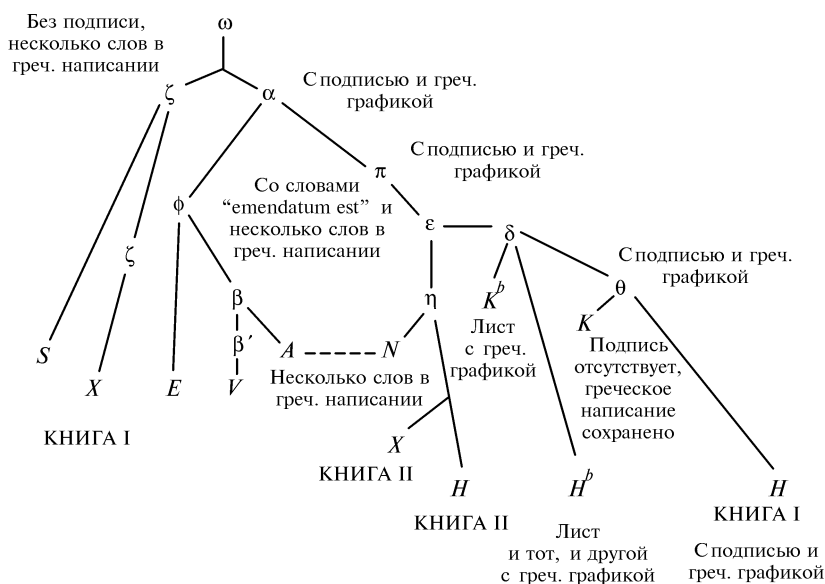 ω
Без подписи,
несколько слов в
греч. написании
ζ
α
С подписью и греч.
графикой
π
С подписью и греч.
графикой
Со словами
“emendatum est” и
несколько слов в
греч. написании
ϕ
ε
δ
ζ
С подписью и греч.
графикой
θ
β
η
K^b
K
β′
S
A
N
Лист
с греч.
графикой
Подпись
отсутствует,
греческое
написание
сохранено
X
E
V
Несколько слов в
греч. написании
КНИГА I
X
КНИГА II
H
КНИГА II
H^b
H
КНИГА I
Лист
и тот, и другой
с греч. графикой
С подписью и
греч. графикой